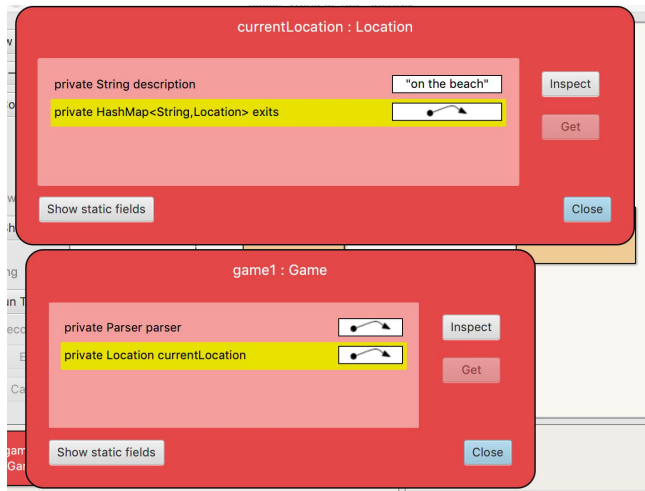 currentLocation : Location
private String description "on the beach"
Inspect
private HashMap<String,Location> exits
Get
Show static fields Close
game1 : Game
private Parser parser Inspect
private Location currentLocation
Get
Show static fields Close